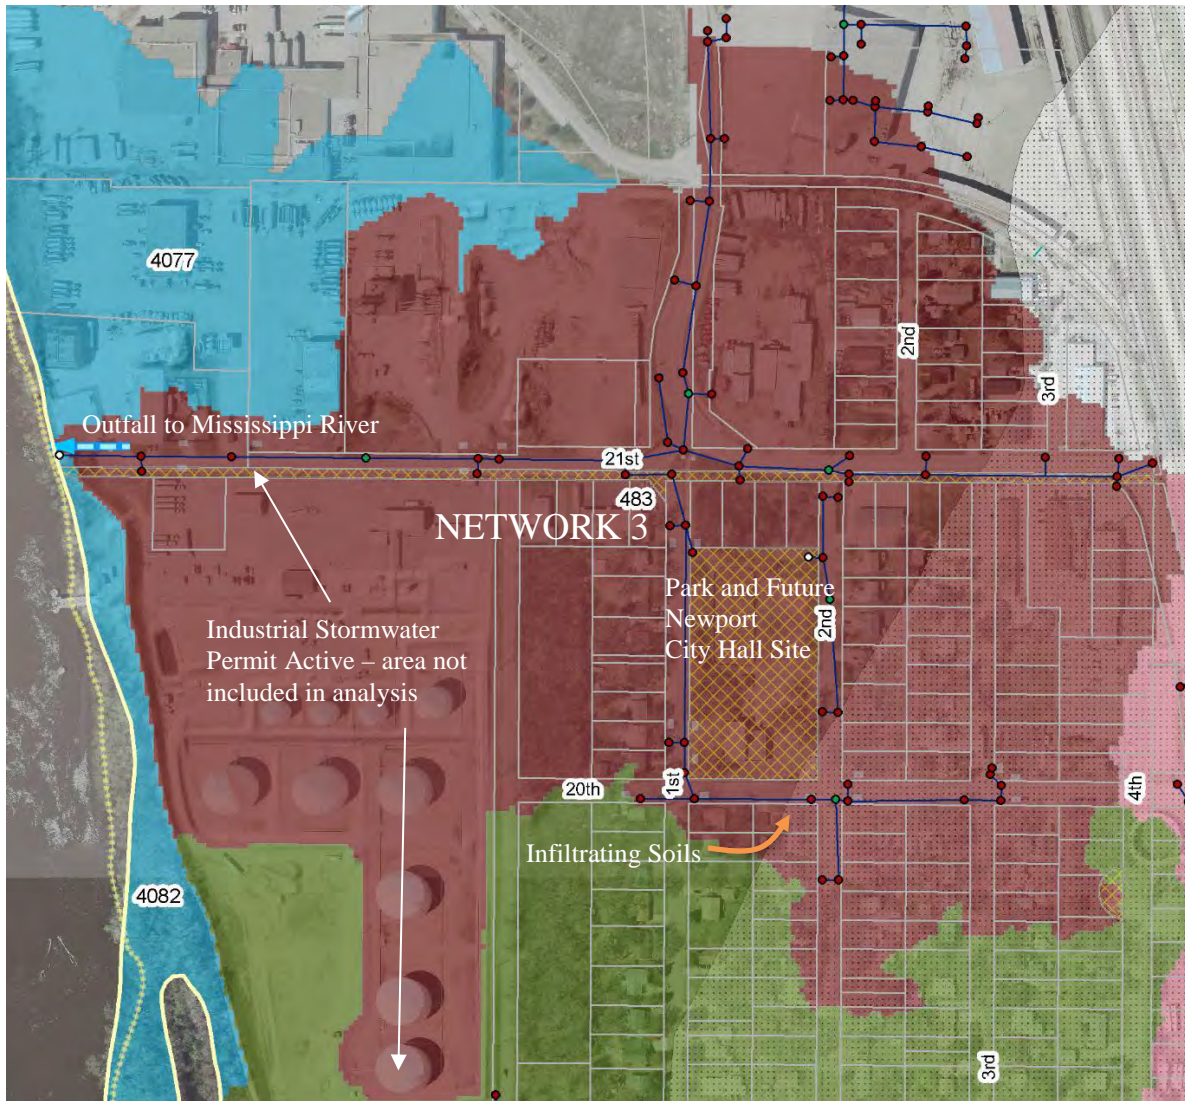 4077
2nd
3rd
Outfall to Mississippi River
21st
483
NETWORK 3
Park and Future
Newport
City Hall Site
2nd
Industrial Stormwater
Permit Active – area not
included in analysis
20th
1st
4th
Infiltrating Soils
4082
3rd